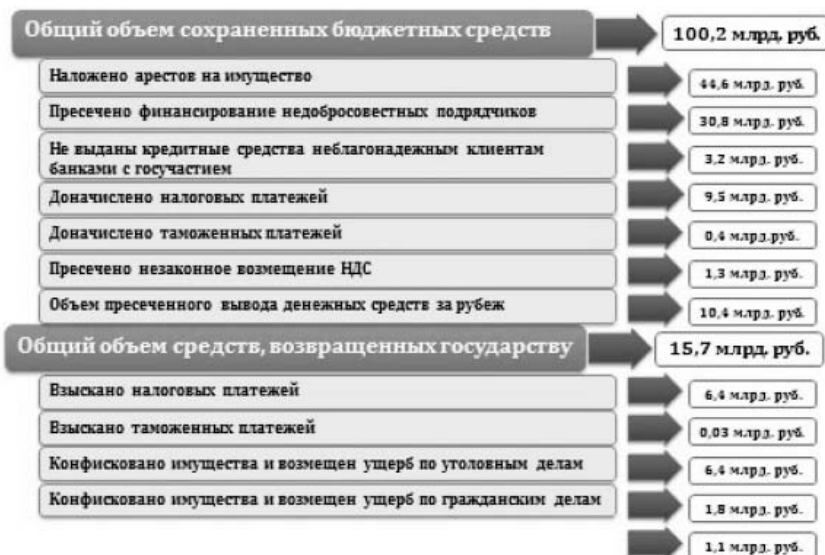 Общий объем сохраненных бюджетных средств
100,2 млрд. руб.
Наложено арестов на имущество
44,6 млрд. руб.
Пресечено финансирование недобросовестных подрядчиков
30,8 млрд. руб.
Не выданы кредитные средства неблагонадежным клиентам
банками с госучастием
3,2 млрд. руб.
Доначислено налоговых платежей
9,5 млрд. руб.
Доначислено таможенных платежей
0,4 млрд.руб.
Пресечено незаконное возмещение НДС
1,3 млрд. руб.
Объем пресеченного вывода денежных средств за рубеж
10,4 млрд. руб.
Общий объем средств, возвращенных государству
15,7 млрд. руб.
Взыскано налоговых платежей
6,4 млрд. руб.
Взыскано таможенных платежей
0,03 млрд. руб.
Конфисковано имущества и возмещен ущерб по уголовным делам
6,4 млрд. руб.
Конфисковано имущества и возмещен ущерб по гражданским делам
1,8 млрд. руб.
1,1 млрд. руб.